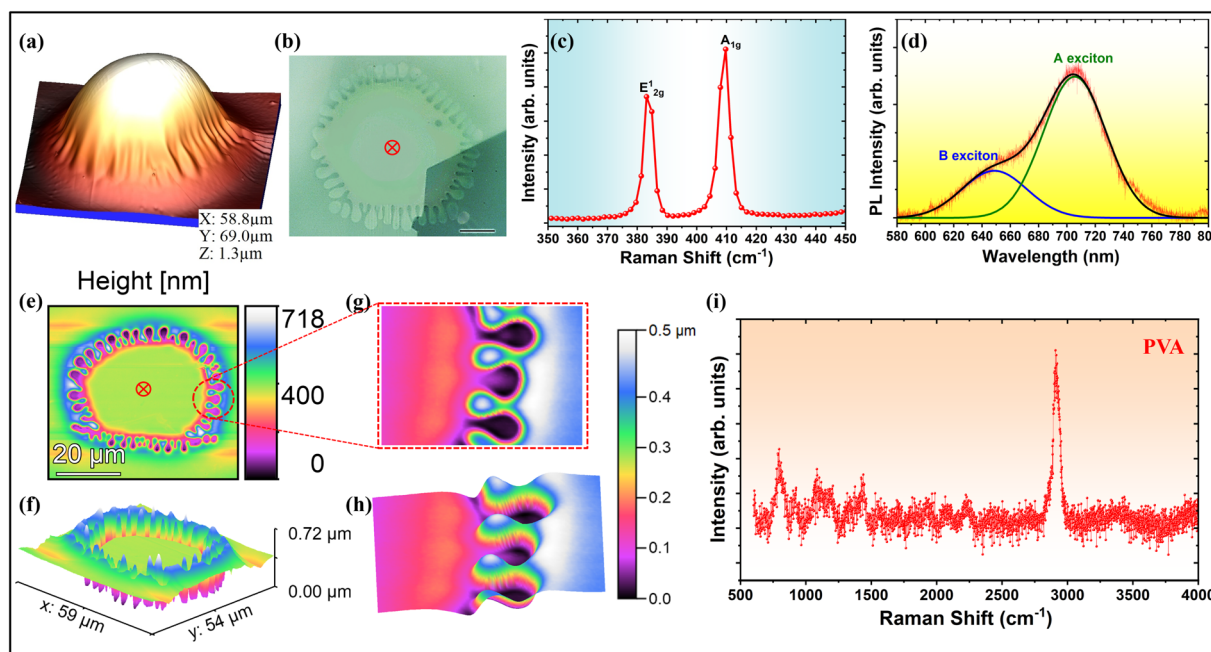 (a)
X: 58.8µm
Y: 69.0µm
Z: 1.3µm
(b)
(c)
Intensity (arb. units)
E¹₂g
A₁g
350 360 370 380 390 400 410 420 430 440 450
Raman Shift (cm⁻¹)
(d)
PL Intensity (arb. units)
A exciton
B exciton
580 600 620 640 660 680 700 720 740 760 780 80
Wavelength (nm)
Height [nm]
(e)
718
400
0
20 µm
(f)
0.72 µm
0.00 µm
x: 59 µm
y: 54 µm
(g)
(h)
0.5 µm
0.4
0.3
0.2
0.1
0.0
(i)
PVA
Intensity (arb. units)
500 1000 1500 2000 2500 3000 3500 4000
Raman Shift (cm⁻¹)